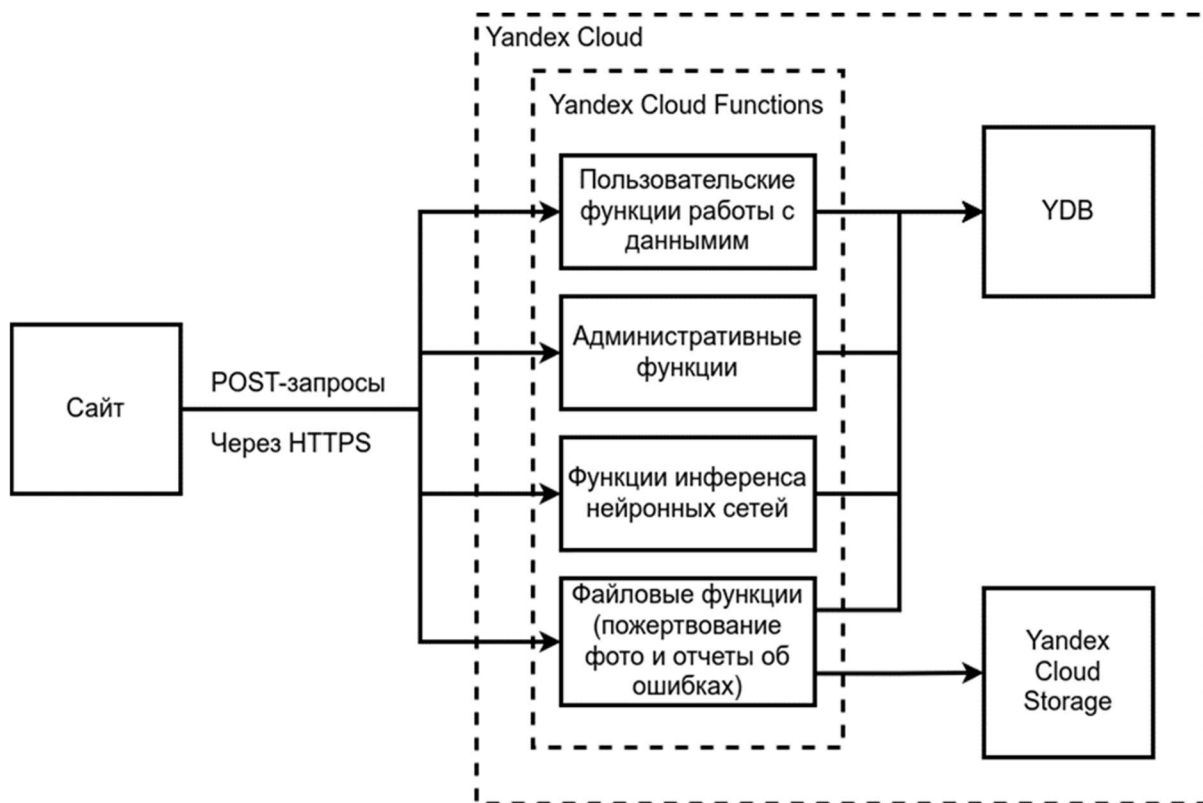 Yandex Cloud
Yandex Cloud Functions
Пользовательские
функции работы с
даннымим
YDB
Административные
функции
Сайт
POST-запросы
Через HTTPS
Функции инференса
нейронных сетей
Файловые функции
(пожертвование
фото и отчеты об
ошибках)
Yandex
Cloud
Storage